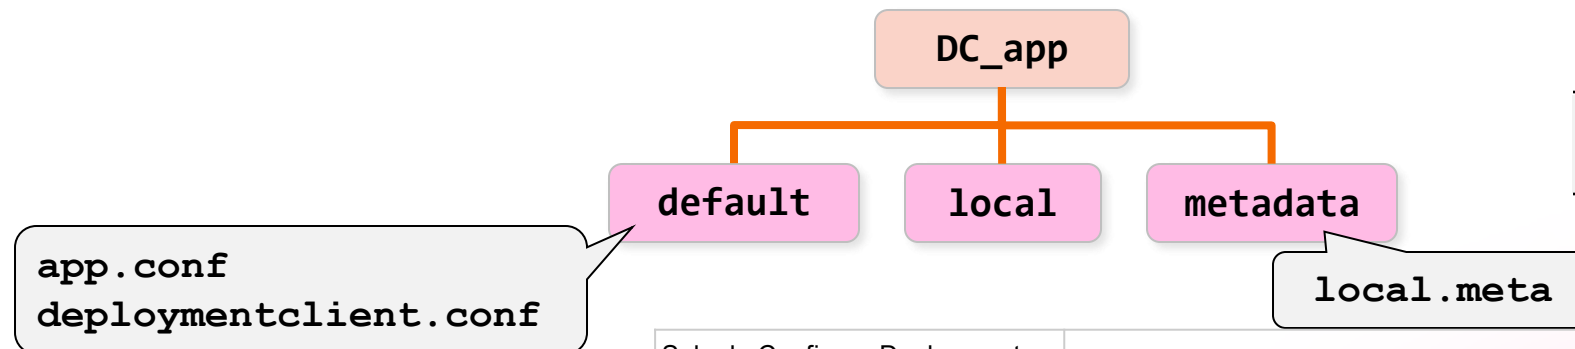 DC_app
default
local
metadata
app.conf
deploymentclient.conf
local.meta